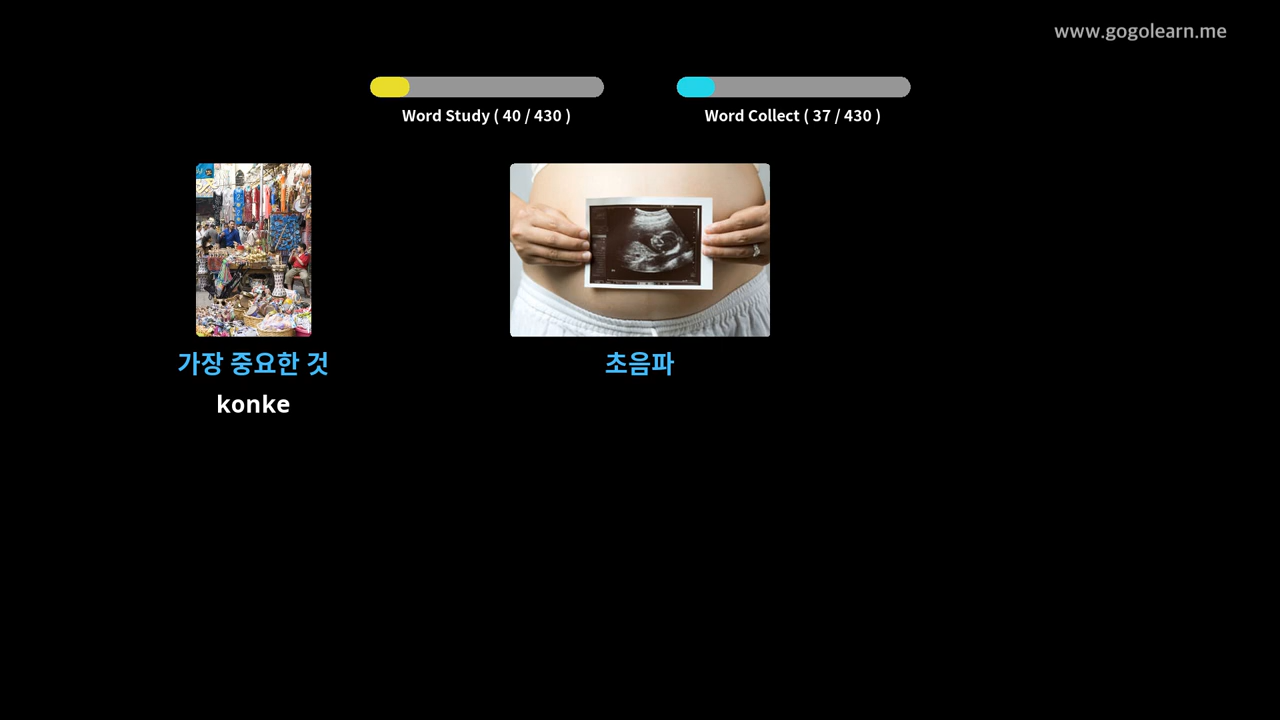 www.gogolearn.me
Word Study ( 40 / 430 )
Word Collect ( 37 / 430 )
가장 중요한 것
초음파
konke